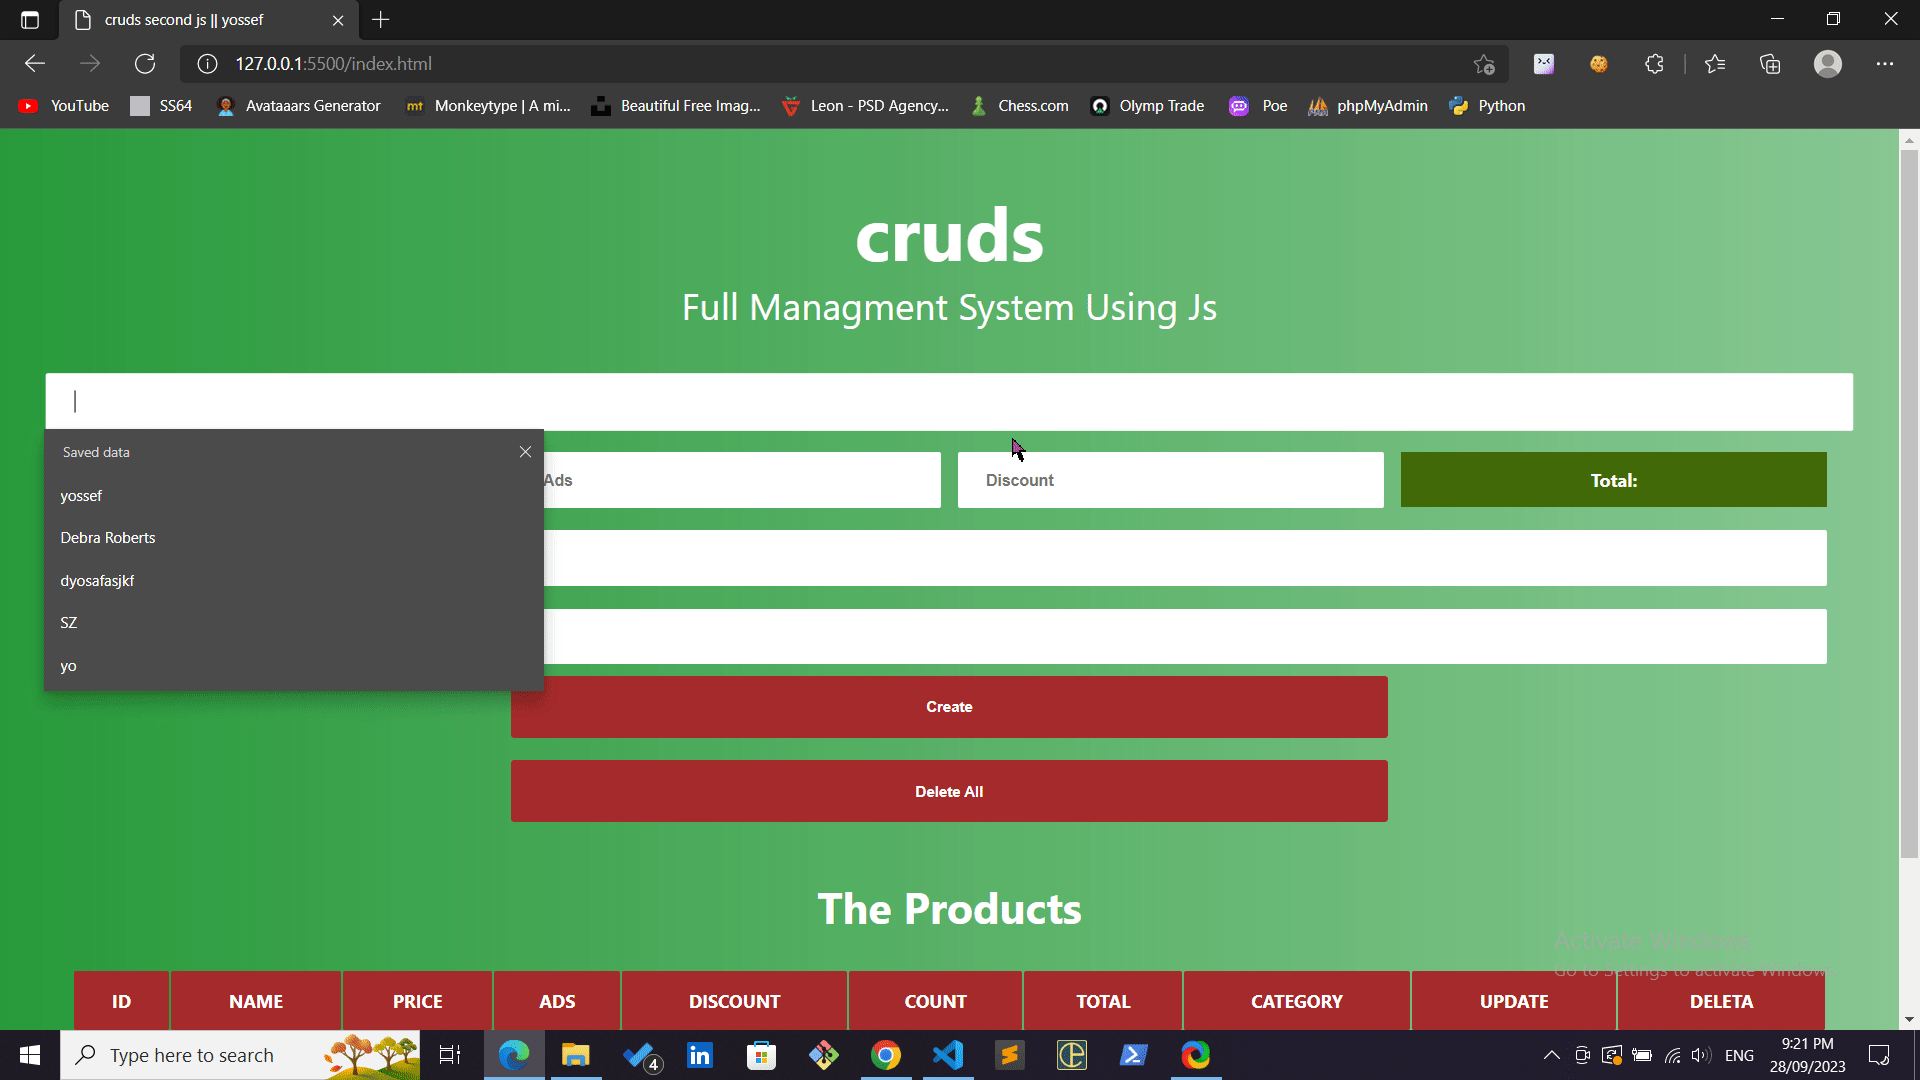 cruds second js || yossef
127.0.0.1:5500/index.html
YouTube
SS64
Avataaars Generator
mt
Monkeytype | A mi...
Beautiful Free Imag...
Leon - PSD Agency...
Chess.com
Olymp Trade
Poe
phpMyAdmin
Python
cruds
Full Managment System Using Js
Saved data
yossef
Debra Roberts
dyosafasjkf
SZ
yo
Ads
Discount
Total:
Create
Delete All
The Products
Activate Windows
Go to Settings to activate Windows
ID
NAME
PRICE
ADS
DISCOUNT
COUNT
TOTAL
CATEGORY
UPDATE
DELETA
Type here to search
4
in
ENG
9:21 PM
28/09/2023